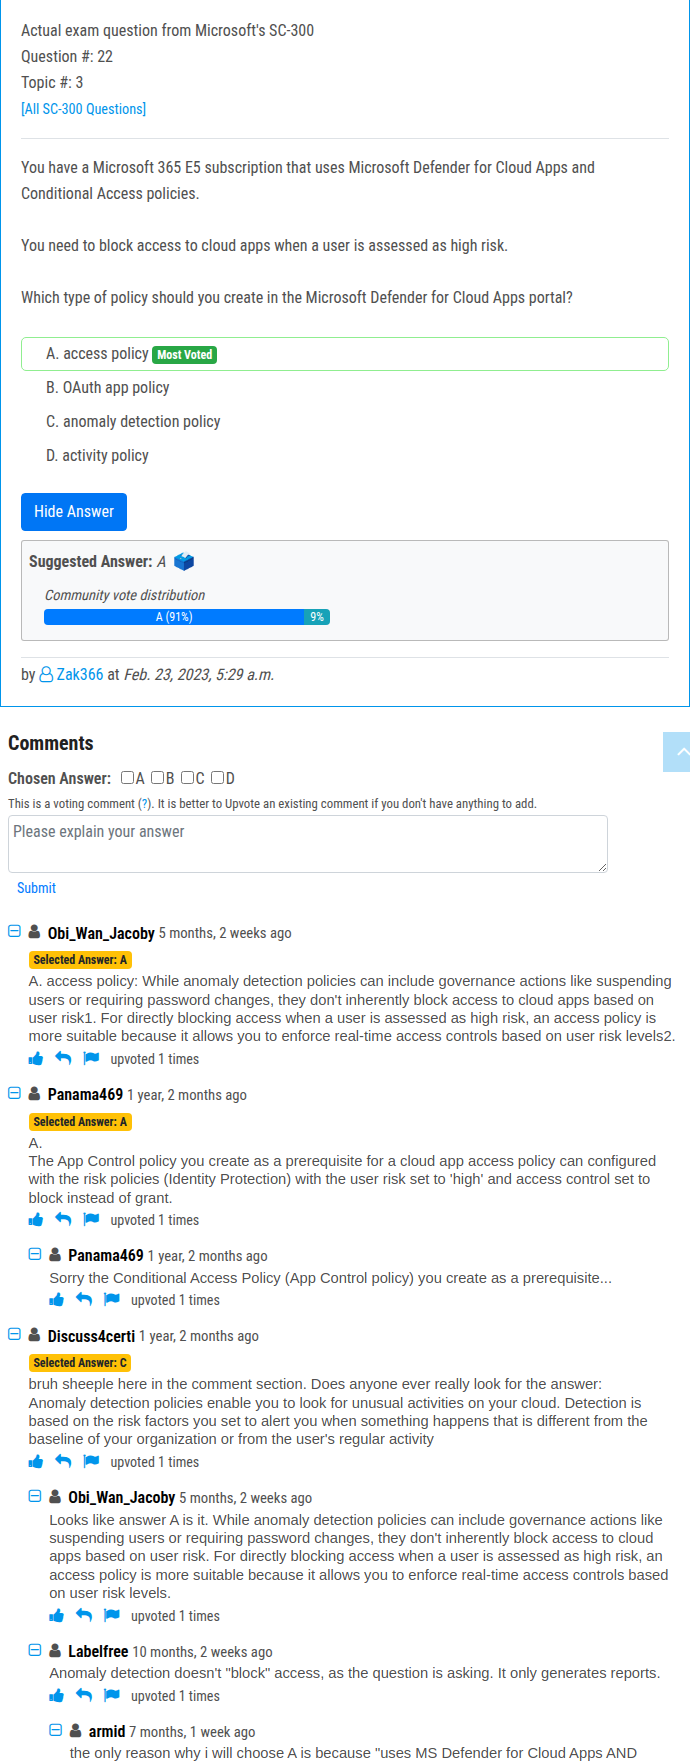 Actual exam question from Microsoft's SC-300
Question #: 22
Topic #: 3
[All SC-300 Questions]
You have a Microsoft 365 E5 subscription that uses Microsoft Defender for Cloud Apps and
Conditional Access policies.
You need to block access to cloud apps when a user is assessed as high risk.
Which type of policy should you create in the Microsoft Defender for Cloud Apps portal?
A. access policy Most Voted
B. OAuth app policy
C. anomaly detection policy
D. activity policy
Hide Answer
Suggested Answer: A
Community vote distribution
A (91%) 9%
by Zak366 at Feb. 23, 2023, 5:29 a.m.
Comments
Chosen Answer: A B C D
This is a voting comment (?). It is better to Upvote an existing comment if you don't have anything to add.
Please explain your answer
Submit
Obi_Wan_Jacoby 5 months, 2 weeks ago
Selected Answer: A
A. access policy: While anomaly detection policies can include governance actions like suspending
users or requiring password changes, they don't inherently block access to cloud apps based on
user risk1. For directly blocking access when a user is assessed as high risk, an access policy is
more suitable because it allows you to enforce real-time access controls based on user risk levels2.
upvoted 1 times
Panama469 1 year, 2 months ago
Selected Answer: A
A.
The App Control policy you create as a prerequisite for a cloud app access policy can configured
with the risk policies (Identity Protection) with the user risk set to 'high' and access control set to
block instead of grant.
upvoted 1 times
Panama469 1 year, 2 months ago
Sorry the Conditional Access Policy (App Control policy) you create as a prerequisite...
upvoted 1 times
Discuss4certi 1 year, 2 months ago
Selected Answer: C
bruh sheeple here in the comment section. Does anyone ever really look for the answer:
Anomaly detection policies enable you to look for unusual activities on your cloud. Detection is
based on the risk factors you set to alert you when something happens that is different from the
baseline of your organization or from the user's regular activity
upvoted 1 times
Obi_Wan_Jacoby 5 months, 2 weeks ago
Looks like answer A is it. While anomaly detection policies can include governance actions like
suspending users or requiring password changes, they don't inherently block access to cloud
apps based on user risk. For directly blocking access when a user is assessed as high risk, an
access policy is more suitable because it allows you to enforce real-time access controls based
on user risk levels.
upvoted 1 times
Labelfree 10 months, 2 weeks ago
Anomaly detection doesn't "block" access, as the question is asking. It only generates reports.
upvoted 1 times
armid 7 months, 1 week ago
the only reason why i will choose A is because "uses MS Defender for Cloud Apps AND